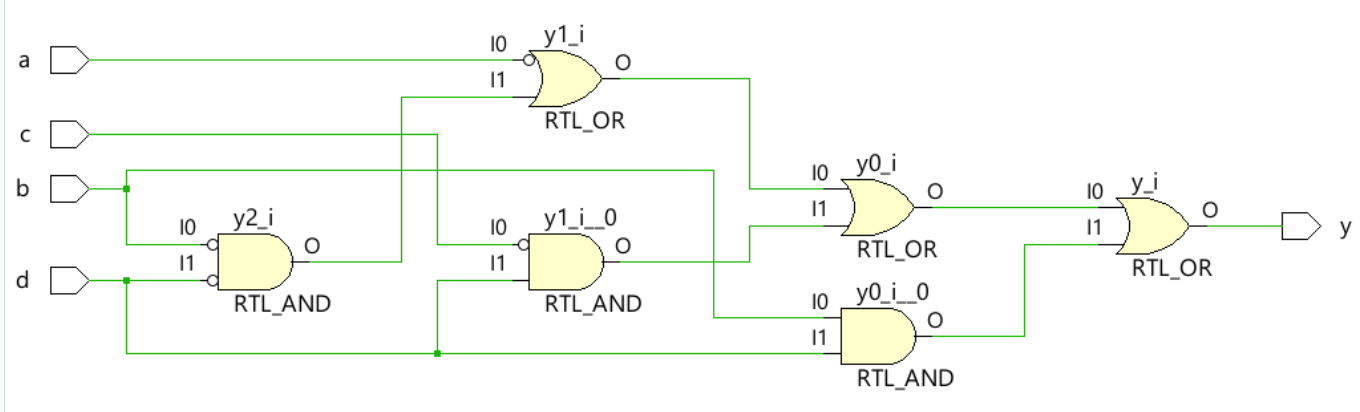 a
I0
y1_i
O
I1
RTL_OR
c
b
I0
y2_i
O
I1
RTL_AND
I0
y1_i__0
O
I1
RTL_AND
d
I0
y0_i
O
I1
RTL_OR
I0
y0_i__0
O
I1
RTL_AND
I0
y_i
O
I1
RTL_OR
y